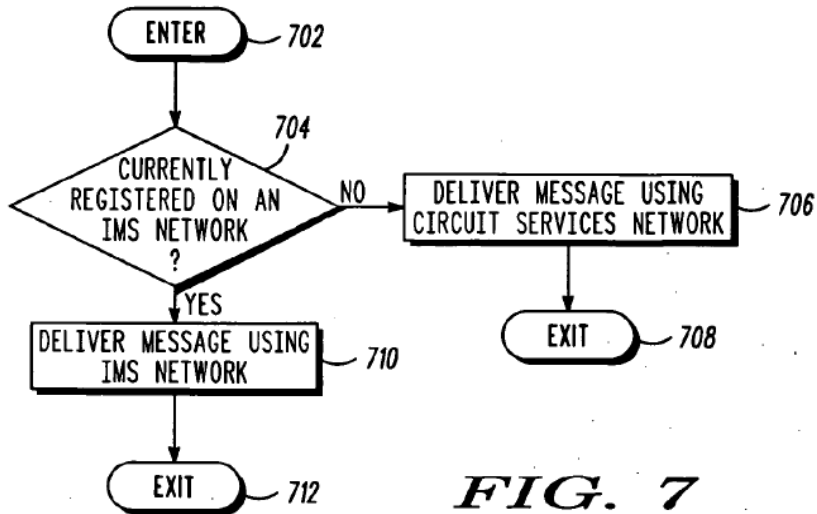 ENTER
702
704
CURRENTLY
REGISTERED ON AN
IMS NETWORK
?
NO
DELIVER MESSAGE USING
CIRCUIT SERVICES NETWORK
706
YES
EXIT
708
DELIVER MESSAGE USING
IMS NETWORK
710
EXIT
712
FIG. 7